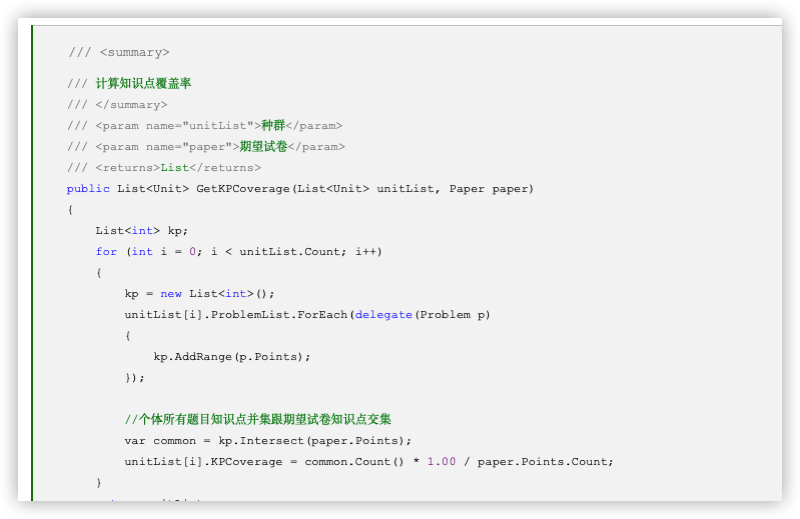 /// <summary>
/// 计算知识点覆盖率
/// </summary>
/// <param name="unitList">种群</param>
/// <param name="paper">期望试卷</param>
/// <returns>List</returns>
public List<Unit> GetKPCoverage(List<Unit> unitList, Paper paper)
{
    List<int> kp;
    for (int i = 0; i < unitList.Count; i++)
    {
        kp = new List<int>();
        unitList[i].ProblemList.ForEach(delegate(Problem p)
        {
            kp.AddRange(p.Points);
        });

        //个体所有题目知识点并集跟期望试卷知识点交集
        var common = kp.Intersect(paper.Points);
        unitList[i].KPCoverage = common.Count() * 1.00 / paper.Points.Count;
    }